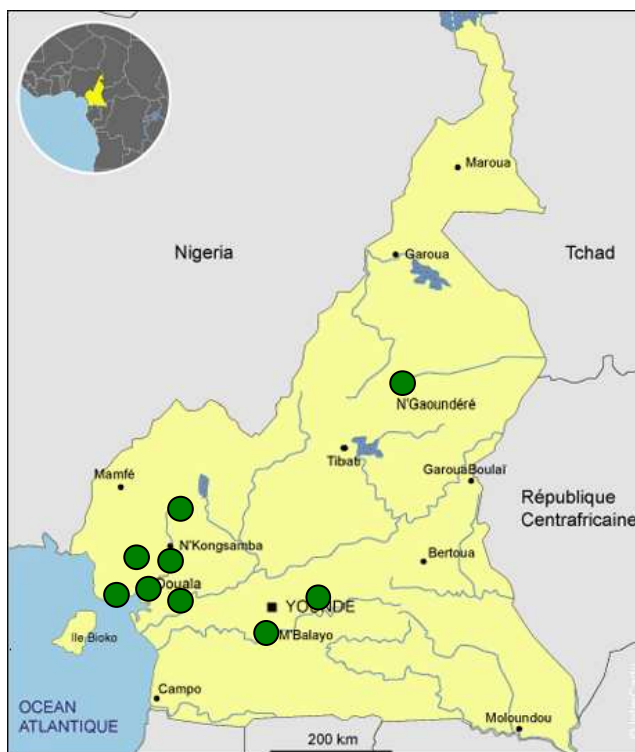 Maroua
Nigeria
Garoua
Tchad
N'Gaoundéré
Tibati
GarouaBoulaï
Mamfé
République
Centrafricaine
N'Kongsamba
Bertoua
Douala
YOUNDE
Ile Bioko
M'Balayo
OCEAN
ATLANTIQUE
Campo
Moloundou
200 km